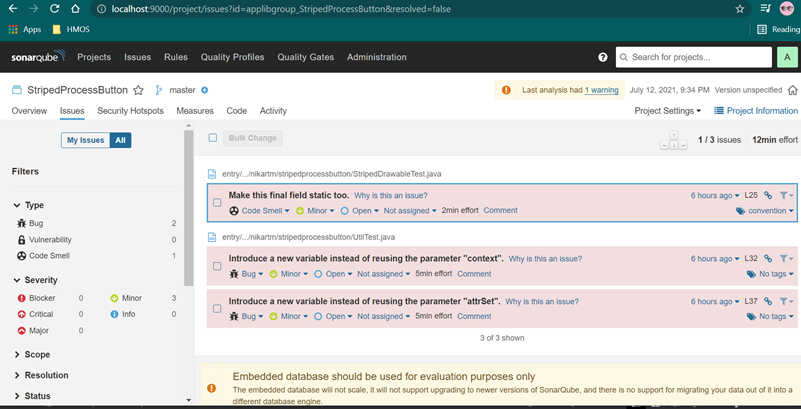 localhost:9000/project/issues?id=applibgroup_StripedProcessButton&resolved=false
Apps HMOS Reading
sonarqube Projects Issues Rules Quality Profiles Quality Gates Administration ? Search for projects... A
StripedProcessButton master Last analysis had 1 warning July 12, 2021, 9:34 PM Version unspecified
Overview Issues Security Hotspots Measures Code Activity Project Settings Project Information
My Issues All Bulk Change 1 / 3 issues 12min effort
Filters
entry/.../nikartm/stripedprocessbutton/StripedDrawableTest.java
Make this final field static too. Why is this an issue? 6 hours ago L25
Code Smell Minor Open Not assigned 2min effort Comment convention
entry/.../nikartm/stripedprocessbutton/UtilTest.java
Introduce a new variable instead of reusing the parameter "context". Why is this an issue? 6 hours ago L32
Bug Minor Open Not assigned 5min effort Comment No tags
Introduce a new variable instead of reusing the parameter "attrSet". Why is this an issue? 6 hours ago L37
Bug Minor Open Not assigned 5min effort Comment No tags
3 of 3 shown
Type
Bug 2
Vulnerability 0
Code Smell 1
Severity
Blocker 0 Minor 3
Critical 0 Info 0
Major 0
Scope
Resolution
Status
Embedded database should be used for evaluation purposes only
The embedded database will not scale, it will not support upgrading to newer versions of SonarQube, and there is no support for migrating your data out of it into a
different database engine.